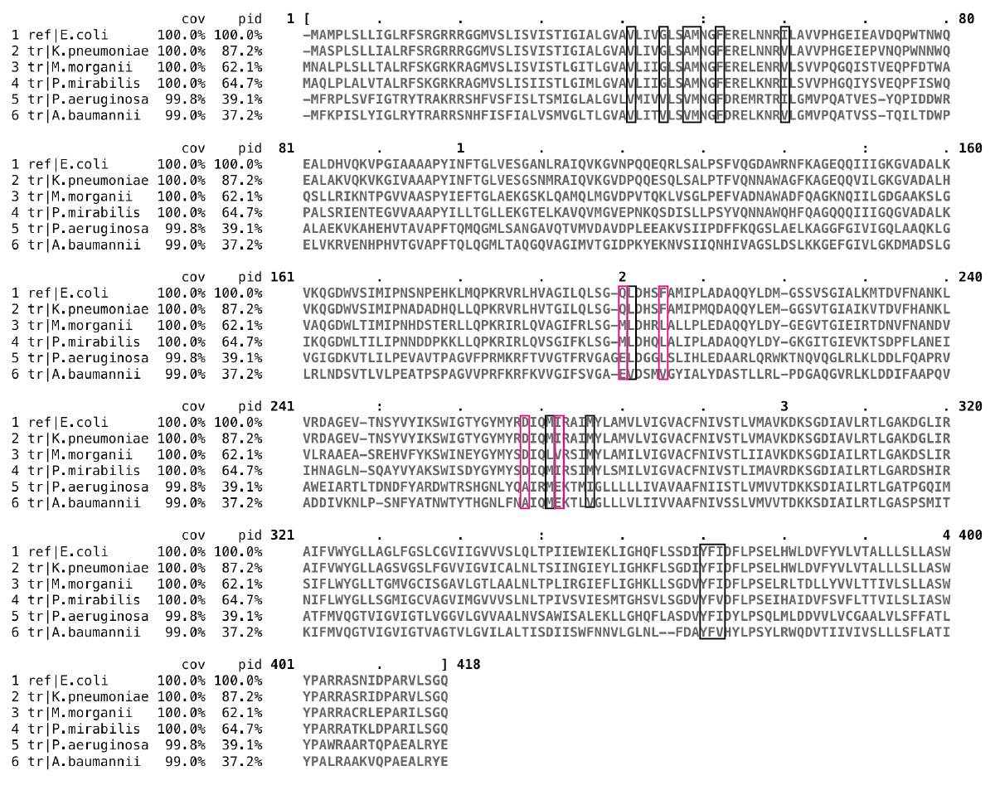 cov pid 1 [ . . . . : . . . 80
1 ref|E.coli 100.0% 100.0% –MAMPLSLLIGLRFSRGRRRGGMVSLISVISTIGIALGVAVLIVGLSAMNGFERELNNRILAVVPHGEIEAVDQPWTNWQ
2 tr|K.pneumoniae 100.0% 87.2% –MASPLSLLIALRFSRGRRRGGMVSLISVISTIGIALGVAVLIVGLSAMNGFERELNNRVLAVVPHGEIEPVNQPWNNWQ
3 tr|M.morganii 100.0% 62.1% MNALPLSLLTALRFSKGRKRAGMVSLISVISTLGITLGVAVLIVGLSAMNGFERELENRVLSVVPQGQISTVEQPFDTWA
4 tr|P.mirabilis 100.0% 64.7% MAQLPLALVTALRFSKGRKRAGMVSLISIISTLGIMLGVAVLIIGLSAMNGFERELKNRILSVVPHGQIYSVEQPFISWQ
5 tr|P.aeruginosa 99.8% 39.1% –MFRPLSVFIGTRYTRAKRRSHFVSFISLTSMIGLALGVLVMIVVLSVMNGFDREMRTRILGMVPQATVES–YQPIDDWR
6 tr|A.baumannii 99.0% 37.2% –MFKPISLYIGLRYTRARRSNHFISFIALVSMVGLTLGVAVLITVLSVMNGFDRELKNRVLGMVPQATVSS–TQILTDWP
cov pid 81 . 1 . . . . : . 160
1 ref|E.coli 100.0% 100.0% EALDHVQKVPGIAAAAPYINFTGLVESGANLRAIQVKGVNPQQEQRLSALPSFVQGDAWRNFKAGEQQIIIGKGVADALK
2 tr|K.pneumoniae 100.0% 87.2% EALAKVQKVKGIVAAAPYINFTGLVESGSNMRAIQVKGVDPQQESQLSALPTFVQNNAWAGFKAGEQQVILGKGVADALH
3 tr|M.morganii 100.0% 62.1% QSLLRIKNTPGVVAASPYIEFTGLAEKGSKLQAMQLMGVDPVTQKLVSGLPEFVADNAWADFQAGKNQIILGDGAAKSLG
4 tr|P.mirabilis 100.0% 64.7% PALSRIENTEGVVAAAPYILLTGLLEKGTELKAVQVMGVEPNKQSDISLLPSYVQNNAWQHFQAGQQQIIIGQGVADALK
5 tr|P.aeruginosa 99.8% 39.1% ALAEKVKAHEHVTAVAPFTQMQGMLSANGAVQTVMVDAVDPLEEAKVSIIPDFFKQGSLAELKAGGFGIVIGQLAAQKLG
6 tr|A.baumannii 99.0% 37.2% ELVKRVENHPHVTGVAPFTQLQGMLTAQGQVAGIMVTGIDPKYEKNVSIIQNHIVAGSLDSLKKGEFGIVLGKDMADSLG
cov pid 161 . . . 2 . . . 240
1 ref|E.coli 100.0% 100.0% VKQGDWVSIMIPNSNPEHKLMQPKRVRLHVAGILQLSG–QLDHSFAMIPLADAQQYLDM–GSSVSGIALKMTDVFNANKL
2 tr|K.pneumoniae 100.0% 87.2% VKQGDWVSIMIPNADADHQLLQPKRVRLHVTGILQLSG–QLDHSFAMIPMQDAQQYLEM–GGSVTGIAIKVTDVFHANKL
3 tr|M.morganii 100.0% 62.1% VAQGDWLTIMIPNHDSTERLLQPKRIRLQVAGIFRLSG–MLDHRLALLPLEDAQQYLDY–GEGVTGIEIRTDNVFNANDV
4 tr|P.mirabilis 100.0% 64.7% IKQGDWLTILIPNNDDPKKLLQPKRIRLQVSGIFKLSG–MLDHQLALIPLADAQQYLDY–GKGITGIEVKTSDPFLANEI
5 tr|P.aeruginosa 99.8% 39.1% VGIGDKVTLILPEVAVTPAGVFPRMKRFTVVGTFRVGAGELDGGLSLIHLEDAARLQRWKTNQVQGLRLKLDDLFQAPRV
6 tr|A.baumannii 99.0% 37.2% LRLNDSVTLVLPEATPSPAGVVPRFKRFKVVGIFSVGA–EVDSMVGYIALYDASTLLRL–PDGAQGVRLKLDDIFAAPQV
cov pid 241 : . . . . 3 . 320
1 ref|E.coli 100.0% 100.0% VRDAGEV–TNSYVYIKSWIGTYGYMYRDIQMIRAIMYLAMVLVIGVACFNIVSTLVMAVKDKSGDIAVLRTLGAKDGLIR
2 tr|K.pneumoniae 100.0% 87.2% VRDAGEV–TNSYVYIKSWIGTYGYMYRDIQMIRAIMYLAMVLVIGVACFNIVSTLVMAVKDKSGDIAVLRTLGAKDGLIR
3 tr|M.morganii 100.0% 62.1% VLRAAEA–SREHVFYKSWINEYGYMYSDIQLVRSIMYLAMILVIGVACFNIVSTLIIAVKDKSGDIAILRTLGAKDSLIR
4 tr|P.mirabilis 100.0% 64.7% IHNAGLN–SQAYVYAKSWISDYGYMYSDIQMIRSIMYLSMILVIGVACFNIVSTLVMAVKDKSGDIAILRTLGARDSHIR
5 tr|P.aeruginosa 99.8% 39.1% AWEIARTLTDNDFYARDWTRSHGNLYQAIRMEKTMIGLLLLLIVAVAAFNIISTLVMVVTDKKSDIAILRTLGATPGQIM
6 tr|A.baumannii 99.0% 37.2% ADDIVKNLP–SNFYATNWTYTHGNLFNAIQMEKTLVGLLLVLIIVVAAFNIVSSLVMVVTDKKSDIAILRTLGASPSMIT
cov pid 321 . . : . . . . 4 400
1 ref|E.coli 100.0% 100.0% AIFVWYGLLAGLFGSLCGVIIGVVVSLQLTPIIEWIEKLIGHQFLSSDIYFIDFLPSELHWLDVFYVLVTALLLSLLASW
2 tr|K.pneumoniae 100.0% 87.2% AIFVWYGLLAGSVGSLFGVVIGVICALNLTSIINGIEYLIGHKFLSGDIYFIDFLPSELHWLDVFYVLVTALLLSLLASW
3 tr|M.morganii 100.0% 62.1% SIFLWYGLLTGMVGCISGAVLGTLAALNLTPLIRGIEFLIGHKLLSGDVYFIDFLPSELRLTDLLYVVLTTIVLSLLASW
4 tr|P.mirabilis 100.0% 64.7% NIFLWYGLLSGMIGCAVGVIMGVVVSLNLTPIVSVIESMTGHSVLSGDVYFVDFLPSEIHAIDVFSVFLTTVILSLIASW
5 tr|P.aeruginosa 99.8% 39.1% ATFMVQGTVIGVIGTLVGGVLGVVAALNVSAWISALEKLLGHQFLASDVYFIDYLPSQLMLDDVVLVCGAALVLSFFATL
6 tr|A.baumannii 99.0% 37.2% KIFMVQGTVIGVIGTVAGTVLGVILALTISDIISWFNNVLGLNL––FDAYFVHYLPSYLRWQDVTIIVIVSLLLSFLATI
cov pid 401 . ] 418
1 ref|E.coli 100.0% 100.0% YPARRASNIDPARVLSGQ
2 tr|K.pneumoniae 100.0% 87.2% YPARRASRIDPARVLSGQ
3 tr|M.morganii 100.0% 62.1% YPARRACRLEPARILSGQ
4 tr|P.mirabilis 100.0% 64.7% YPARRATKLDPARILSGQ
5 tr|P.aeruginosa 99.8% 39.1% YPAWRAARTQPAEALRYE
6 tr|A.baumannii 99.0% 37.2% YPALRAAKVQPAEALRYE